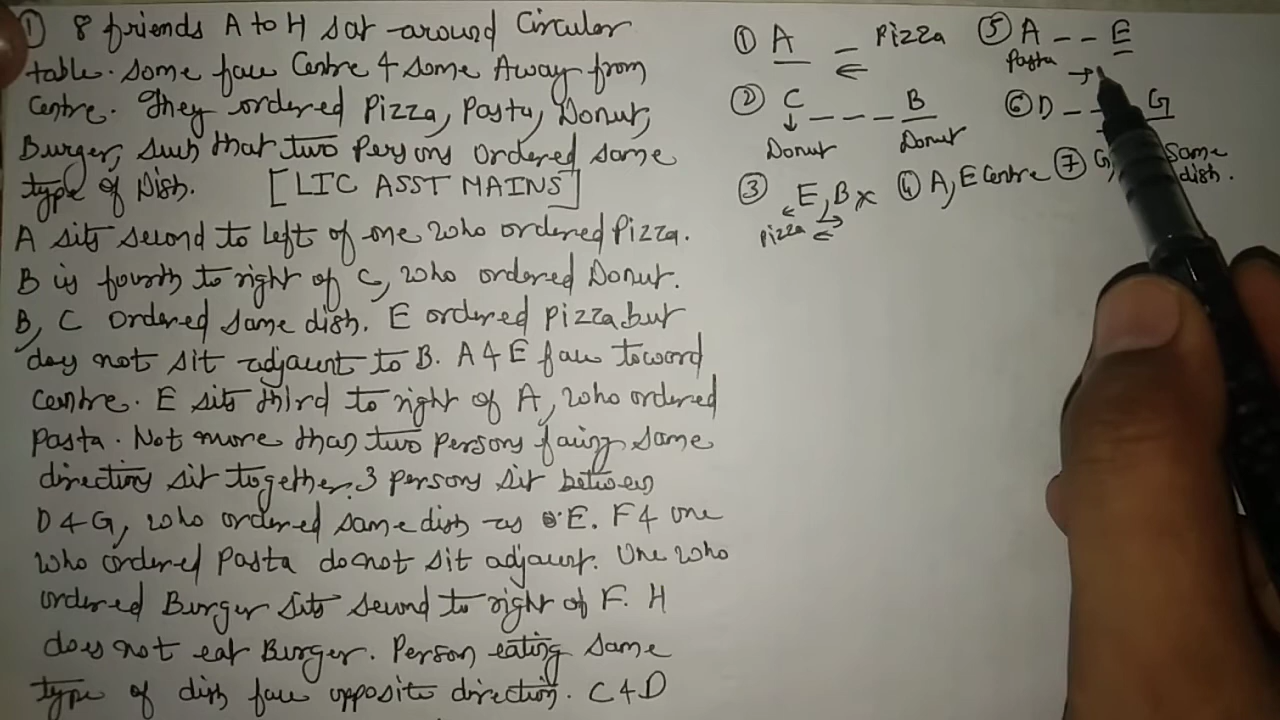 ① 8 friends A to H sat around Circular
table. Some face Centre & some Away from
Centre. They ordered Pizza, Pasta, Donut,
Burger, such that two Persons ordered same
type of Dish. [LIC ASST MAINS]
A sits second to left of one who ordered Pizza.
B is fourth to right of C, who ordered Donut.
B, C ordered same dish. E ordered pizza but
does not sit adjacent to B. A & E face toward
centre. E sits third to right of A, who ordered
Pasta. Not more than two persons facing same
direction sit together. 3 persons sit between
D & G, who ordered same dish as E. F & one
who ordered Pasta do not sit adjacent. One who
ordered Burger sits second to right of F. H
does not eat Burger. Person eating same
type of dish face opposite direction. C & D
① A _ Pizza
② C _ _ _ B
Donut Donut
③ E, B ×
Pizza
④ A, E Centre
⑤ A _ _ E
Pasta
⑥ D _ _ G
⑦ G, Same
dish.